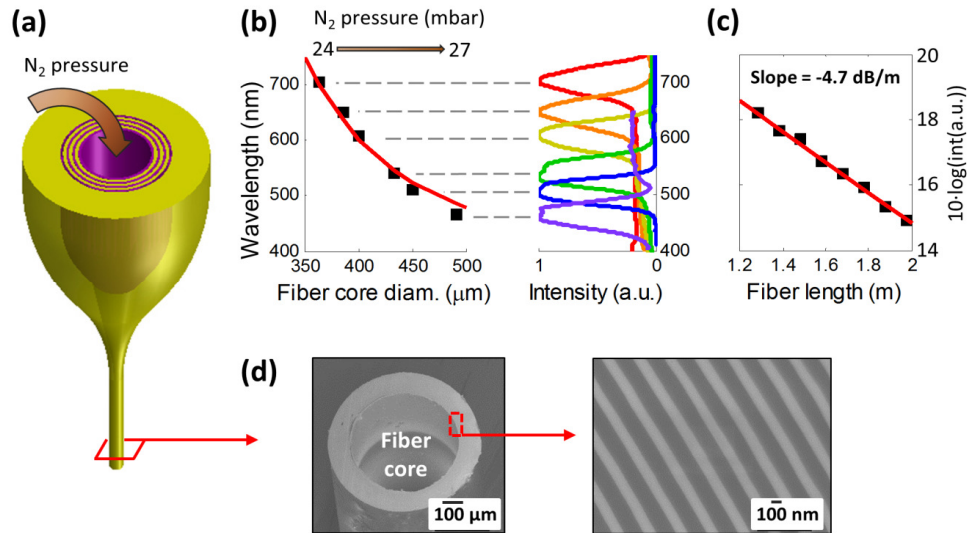 (a)
N₂ pressure
(b)
N₂ pressure (mbar)
24
27
Wavelength (nm)
700
600
500
400
350
400
450
500
Fiber core diam. (μm)
700
600
500
400
1
0
Intensity (a.u.)
(c)
Slope = -4.7 dB/m
20
18
16
14
10·log(int(a.u.))
1.2
1.4
1.6
1.8
2
Fiber length (m)
(d)
Fiber
core
100 μm
100 nm